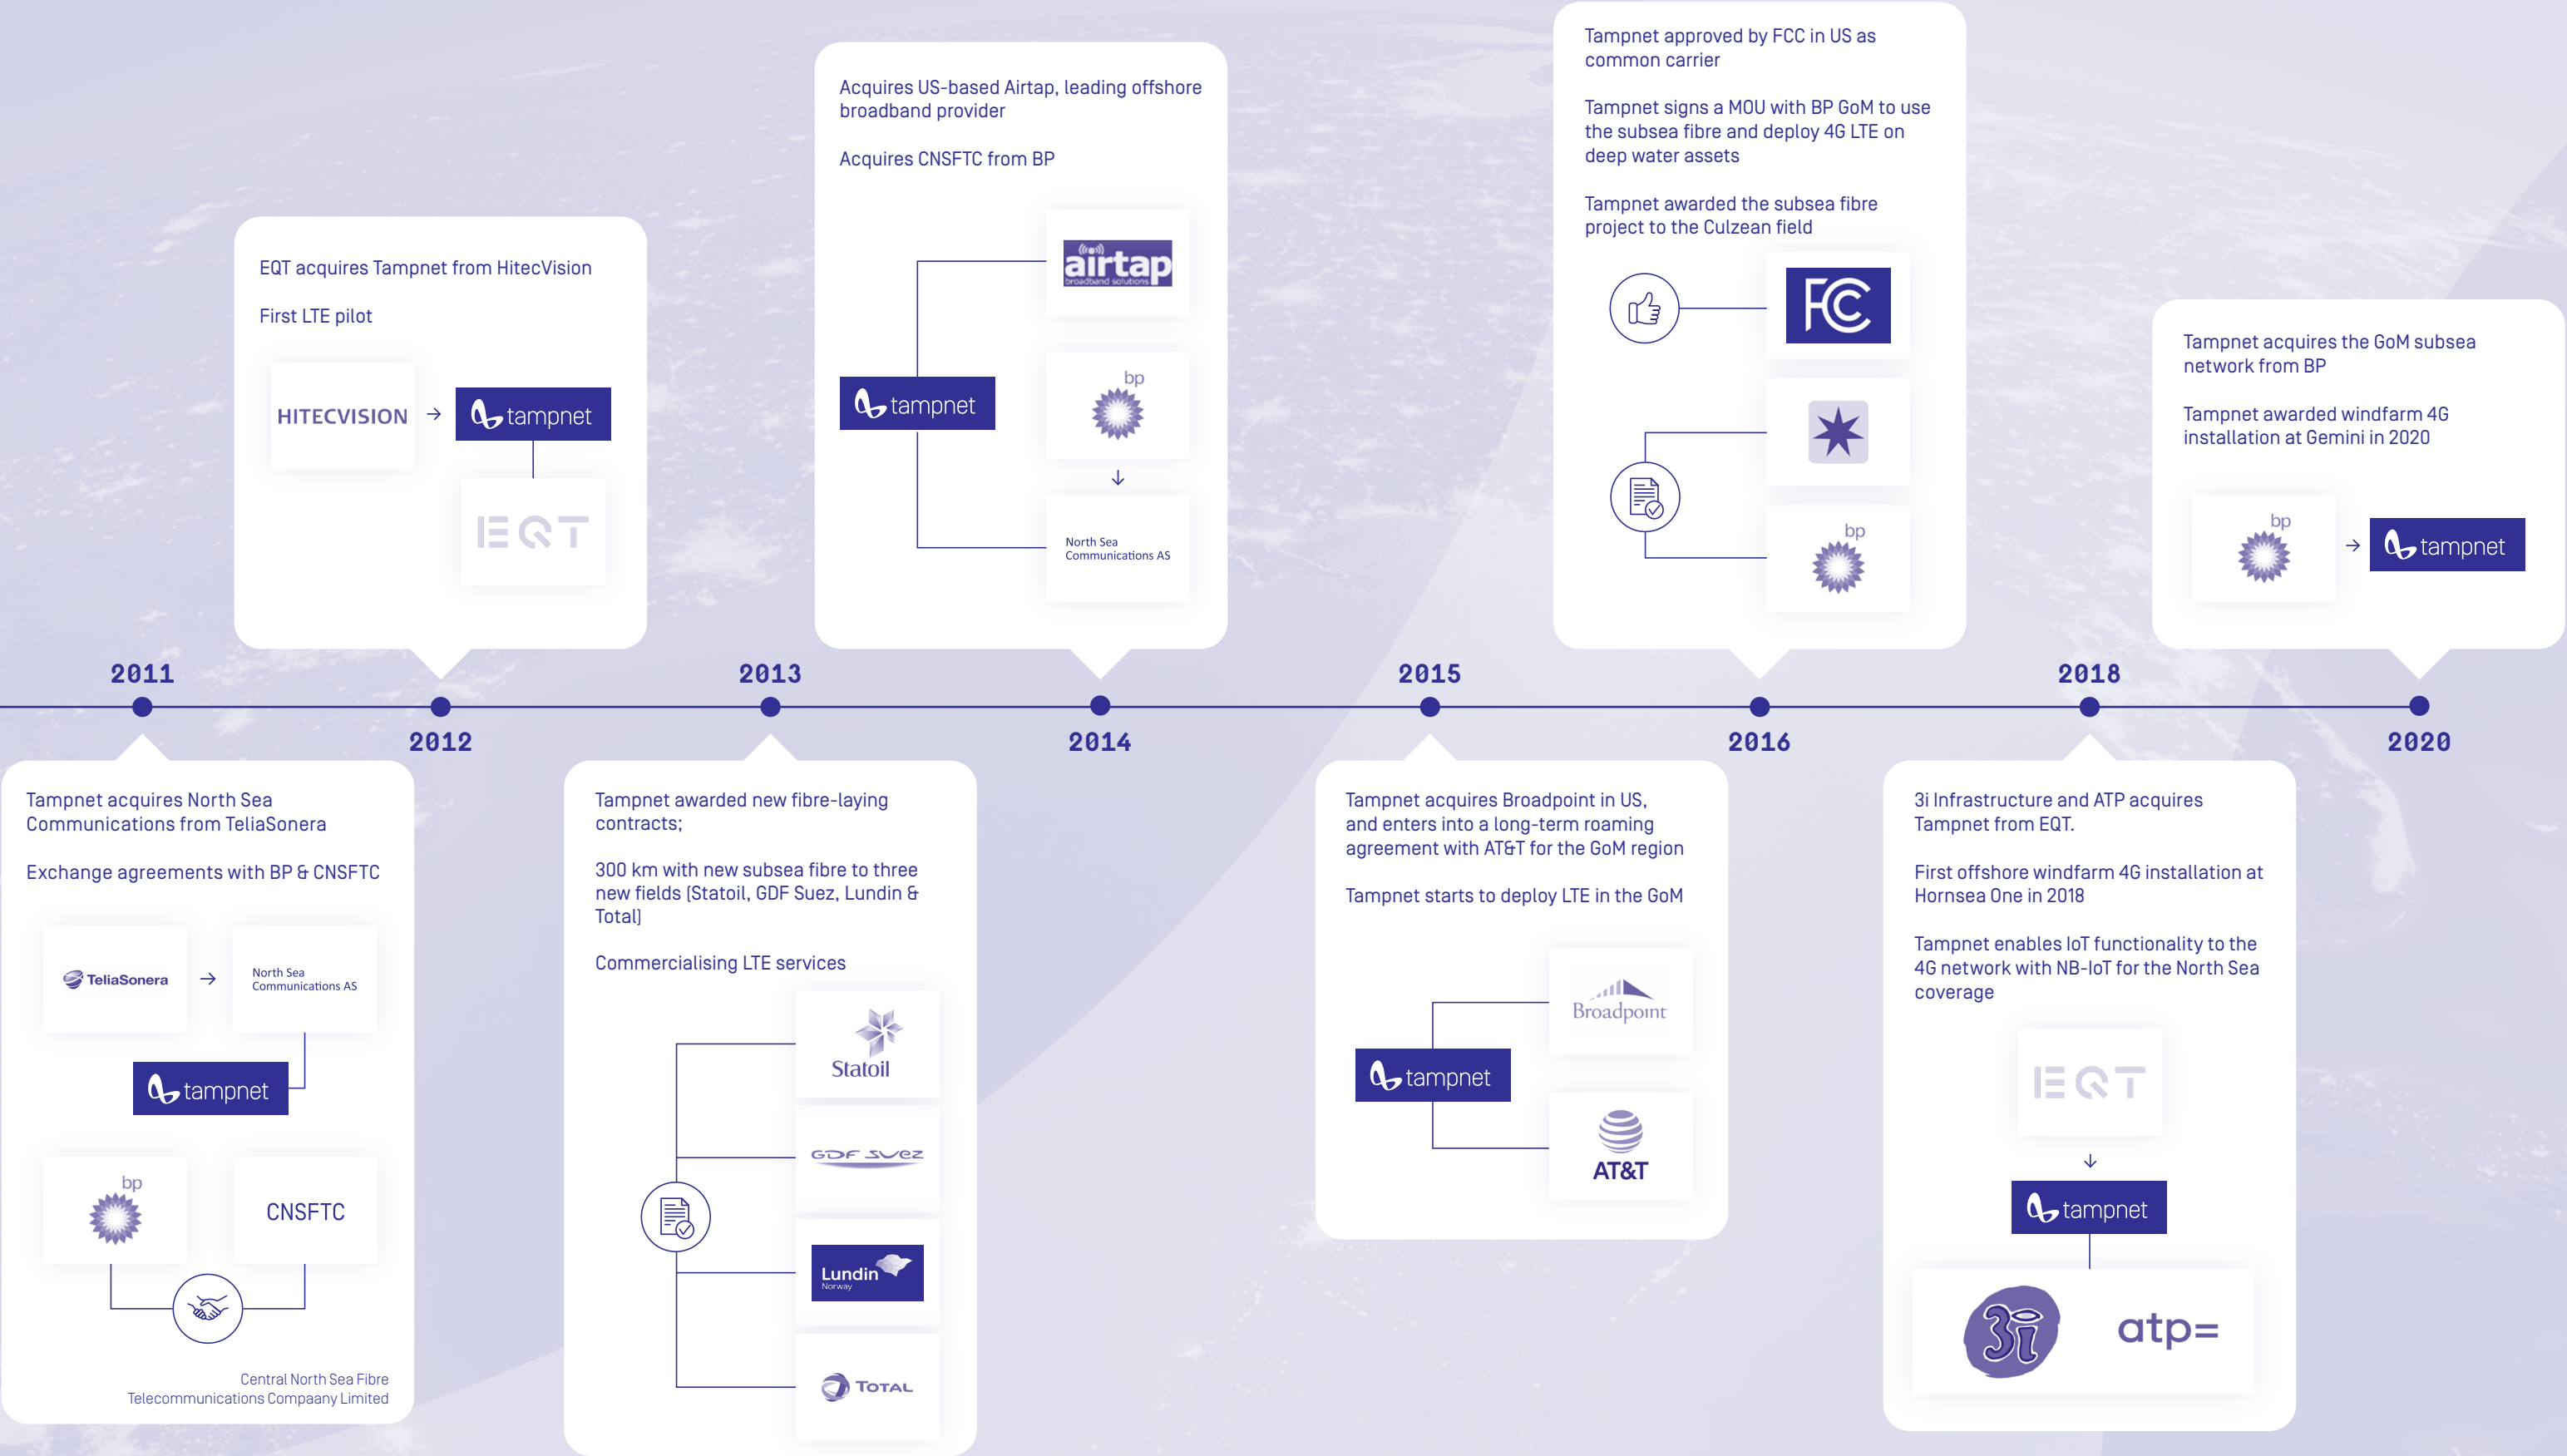 2011
Tampnet acquires North Sea
Communications from TeliaSonera
Exchange agreements with BP & CNSFTC
TeliaSonera
North Sea
Communications AS
tampnet
bp
CNSFTC
Central North Sea Fibre
Telecommunications Compaany Limited
EQT acquires Tampnet from HitecVision
First LTE pilot
HITECVISION
tampnet
EQT
2012
2013
Tampnet awarded new fibre-laying
contracts;
300 km with new subsea fibre to three
new fields (Statoil, GDF Suez, Lundin &
Total)
Commercialising LTE services
Statoil
GDF SUEZ
Lundin
Norway
TOTAL
Acquires US-based Airtap, leading offshore
broadband provider
Acquires CNSFTC from BP
airtap
broadband solutions
tampnet
bp
North Sea
Communications AS
2014
2015
Tampnet acquires Broadpoint in US,
and enters into a long-term roaming
agreement with AT&T for the GoM region
Tampnet starts to deploy LTE in the GoM
Broadpoint
tampnet
AT&T
Tampnet approved by FCC in US as
common carrier
Tampnet signs a MOU with BP GoM to use
the subsea fibre and deploy 4G LTE on
deep water assets
Tampnet awarded the subsea fibre
project to the Culzean field
FCC
bp
2016
2018
3i Infrastructure and ATP acquires
Tampnet from EQT.
First offshore windfarm 4G installation at
Hornsea One in 2018
Tampnet enables IoT functionality to the
4G network with NB-IoT for the North Sea
coverage
EQT
tampnet
3i
atp=
Tampnet acquires the GoM subsea
network from BP
Tampnet awarded windfarm 4G
installation at Gemini in 2020
bp
tampnet
2020